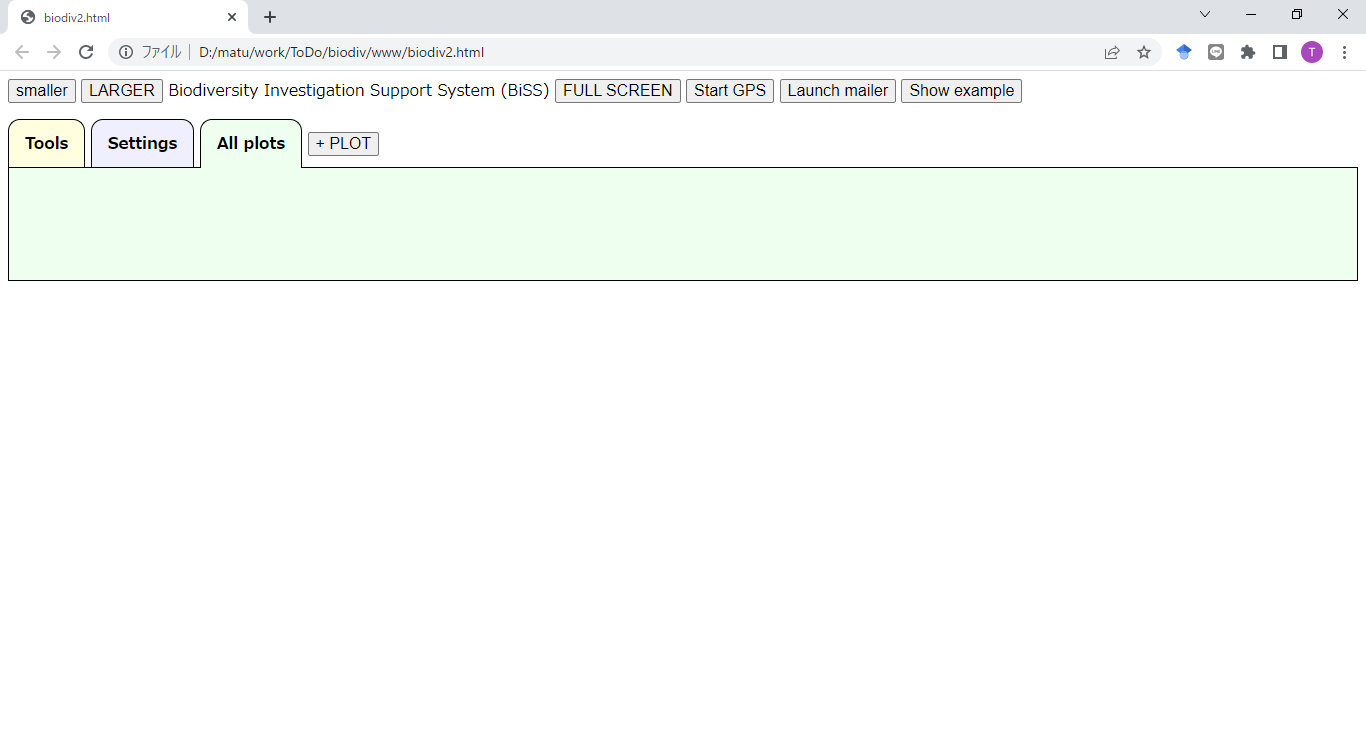 biodiv2.html
ファイル D:/matu/work/ToDo/biodiv/www/biodiv2.html T
smaller LARGER Biodiversity Investigation Support System (BiSS) FULL SCREEN Start GPS Launch mailer Show example
Tools Settings All plots + PLOT